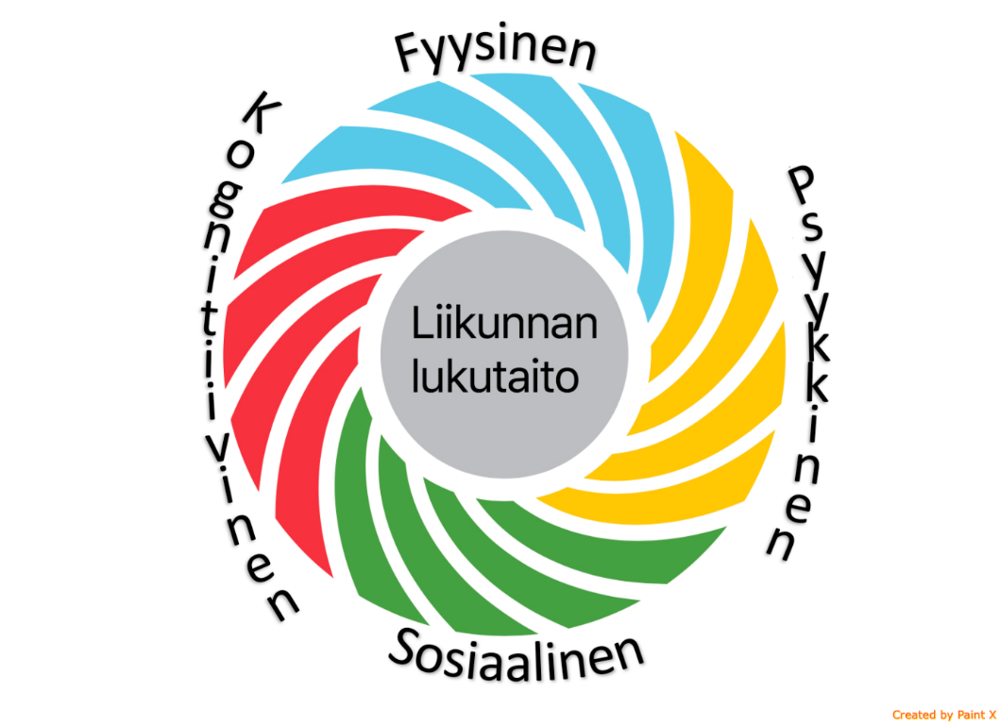 Fyysinen
Kognitiivinen
Psyykkinen
Liikunnan
lukutaito
Sosiaalinen
Created by Paint X